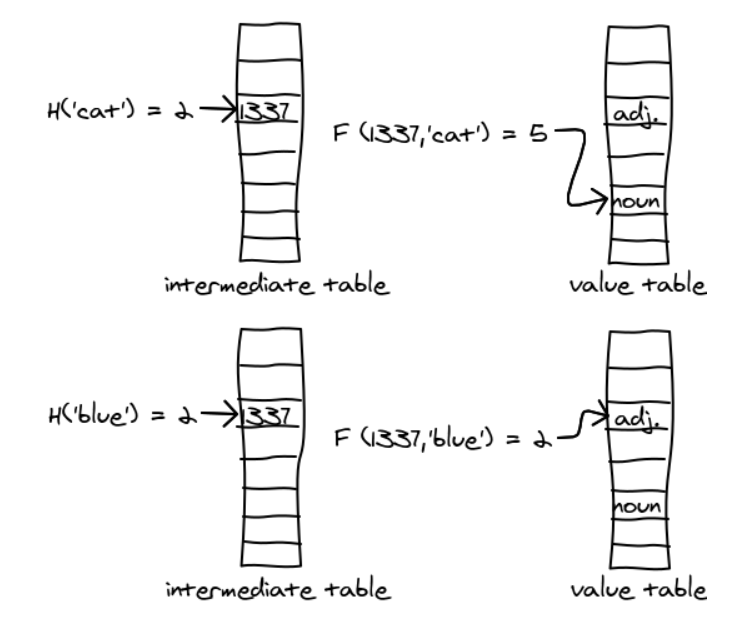 H('cat') = 2 1337
adj.
F (1337,'cat') = 5
noun
intermediate table value table
H('blue') = 2 1337
adj.
F (1337,'blue') = 2
noun
intermediate table value table